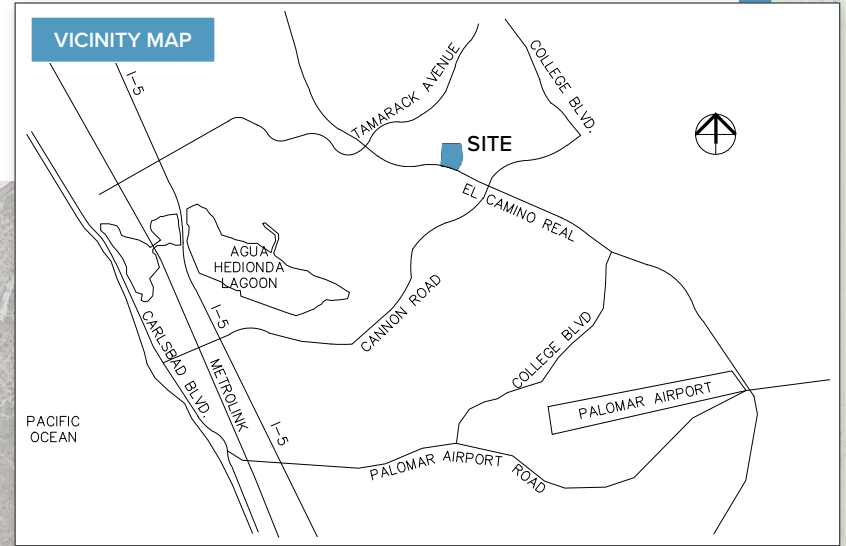 VICINITY MAP
I-5
TAMARACK AVENUE
COLLEGE BLVD.
SITE
EL CAMINO REAL
AGUA
HEDIONDA
LAGOON
CANNON ROAD
I-5
CARLSBAD BLVD.
METROLINK
I-5
COLLEGE BLVD
PALOMAR AIRPORT
PACIFIC
OCEAN
PALOMAR AIRPORT ROAD